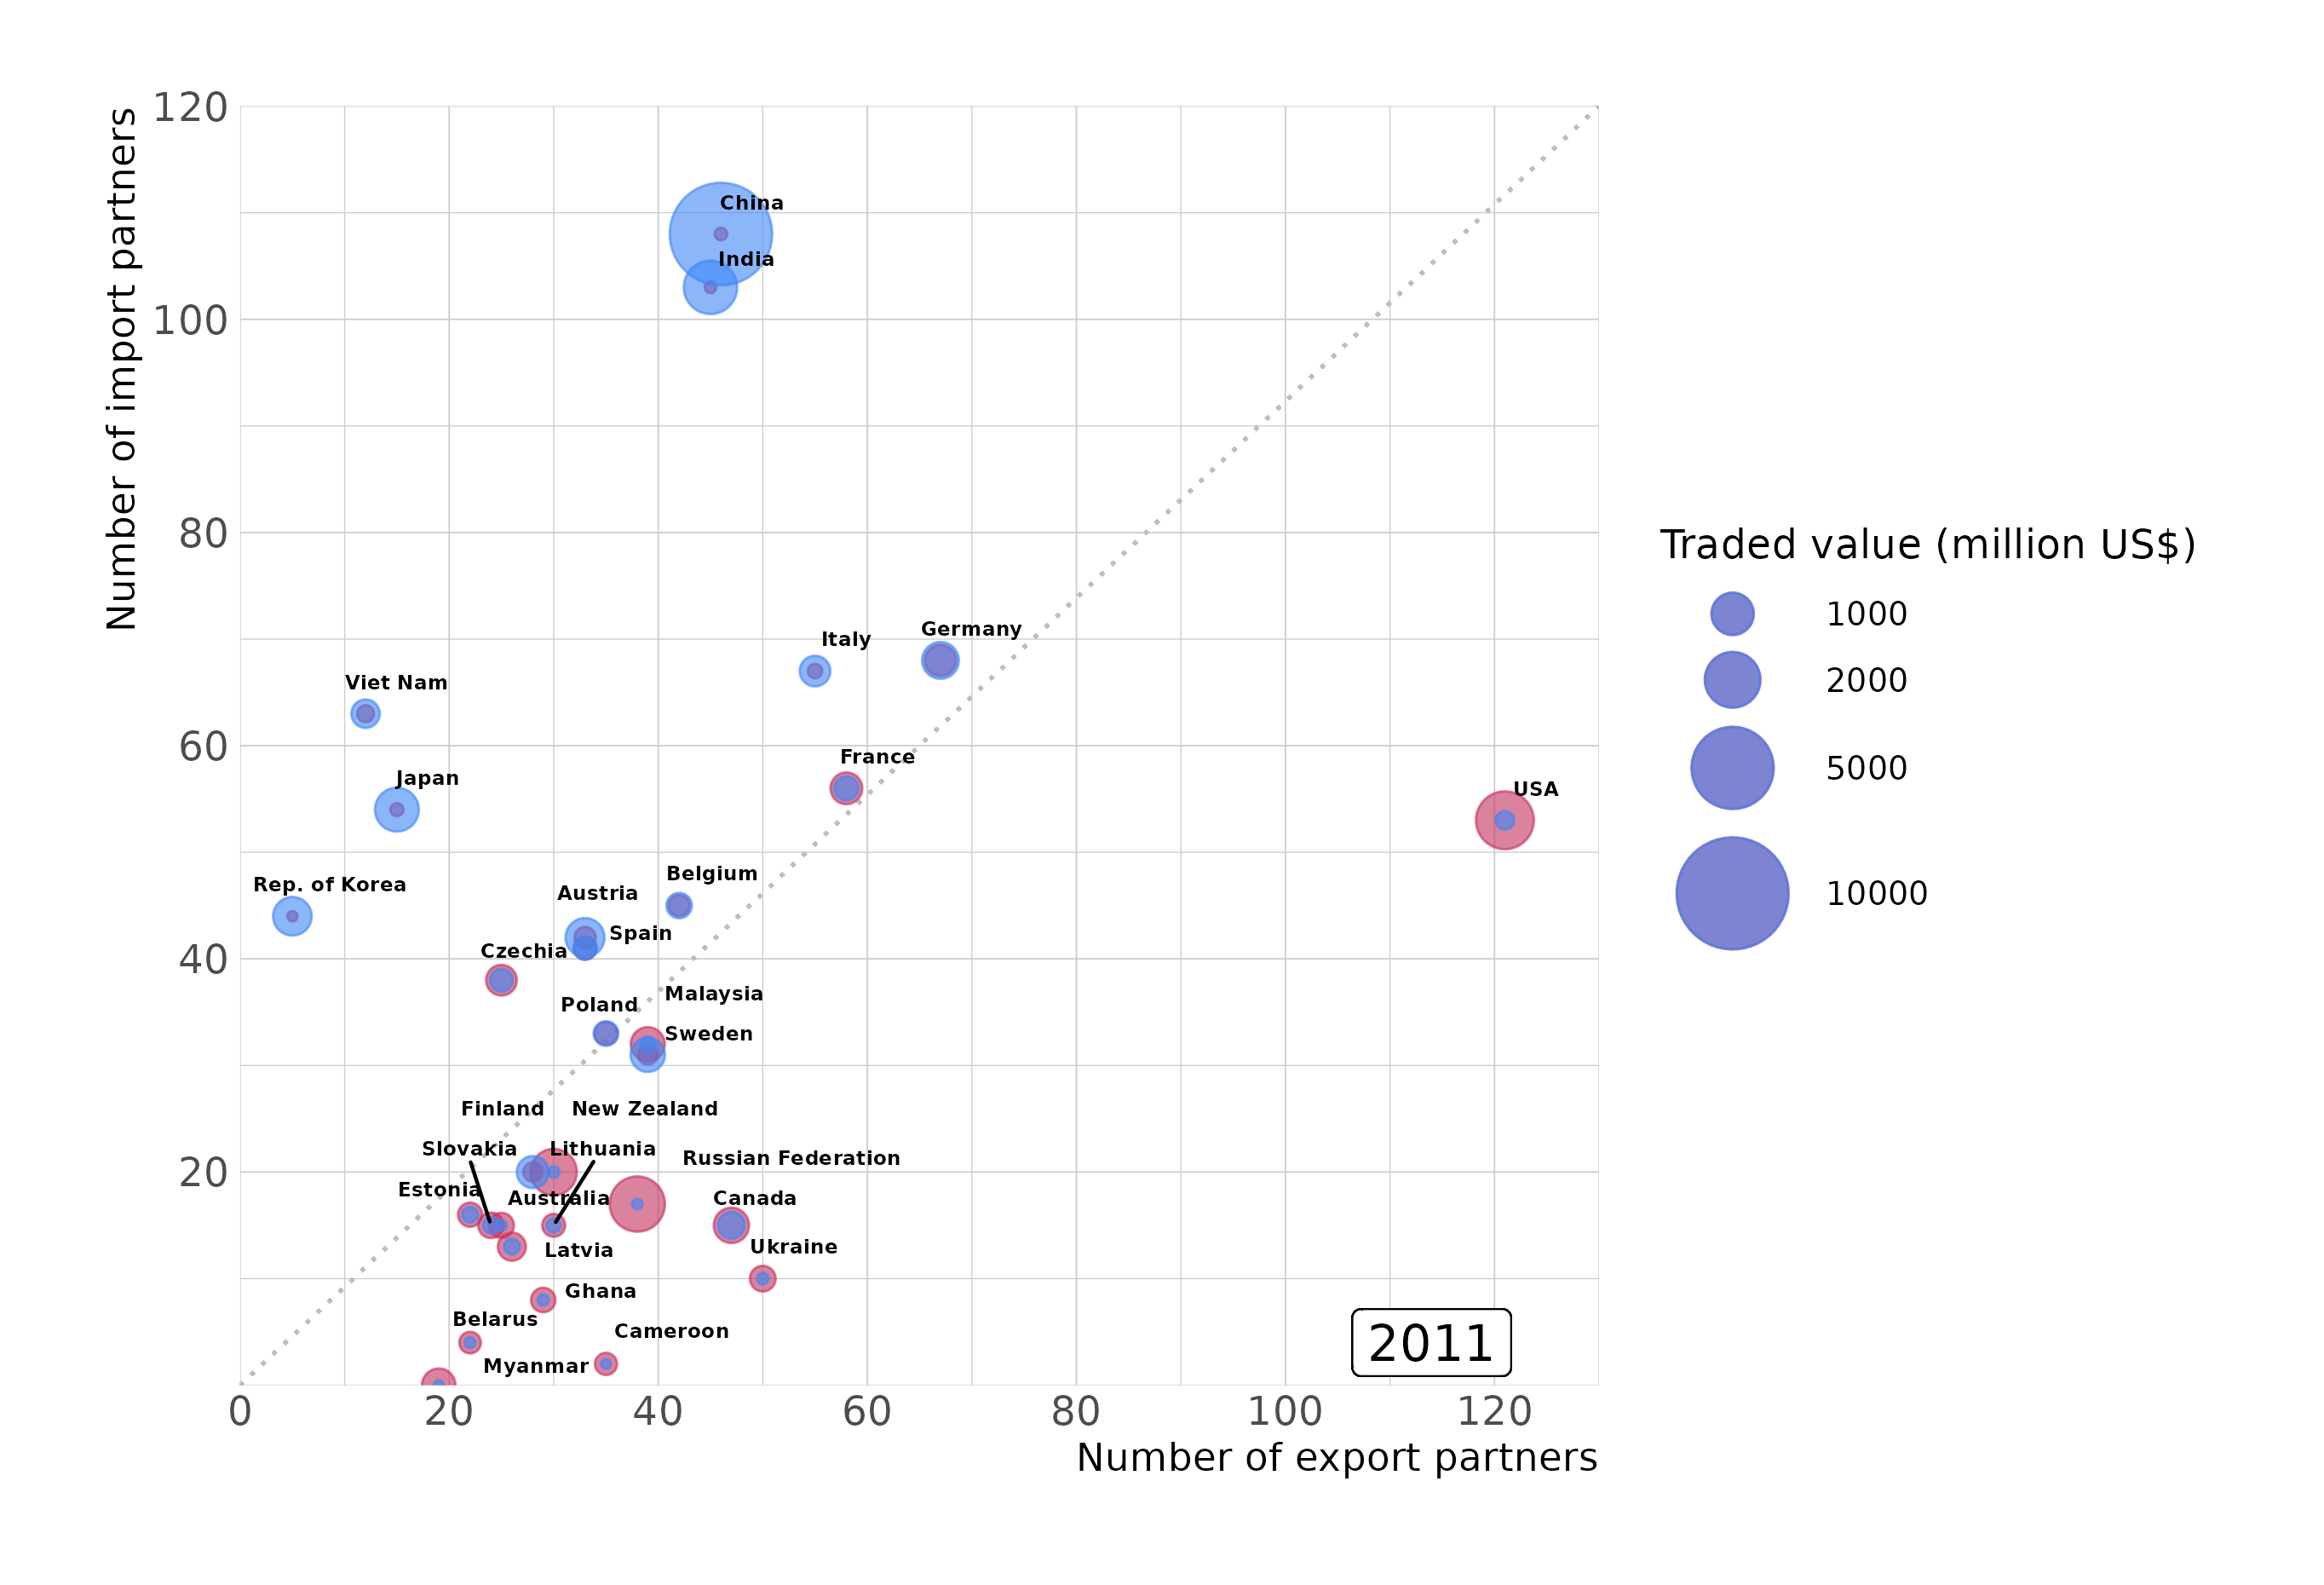 Number of import partners
120
100
80
60
40
20
China
India
Italy
Germany
Viet Nam
France
Japan
USA
Belgium
Rep. of Korea
Austria
Spain
Czechia
Malaysia
Poland
Sweden
Finland
New Zealand
Slovakia
Lithuania
Russian Federation
Estonia
Australia
Canada
Ukraine
Latvia
Ghana
Belarus
Cameroon
Myanmar
2011
0
20
40
60
80
100
120
Number of export partners
Traded value (million US$)
1000
2000
5000
10000